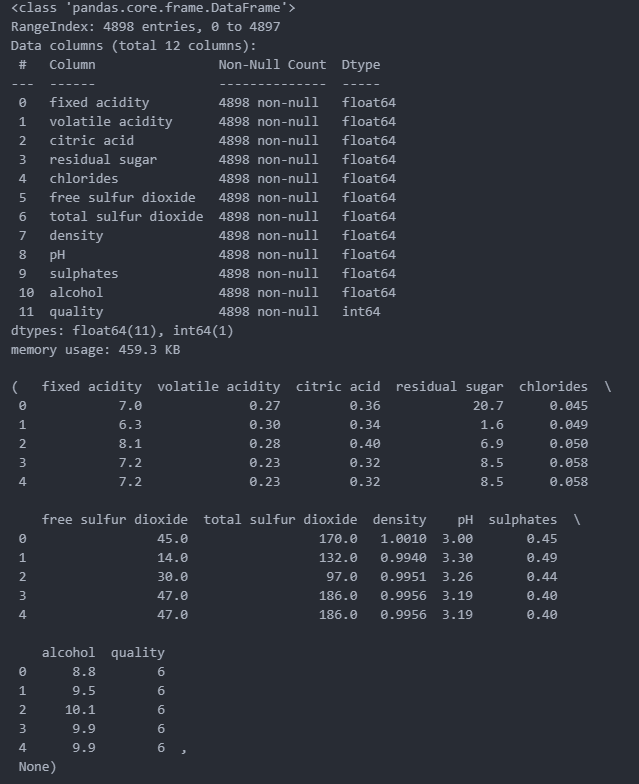 <class 'pandas.core.frame.DataFrame'>
RangeIndex: 4898 entries, 0 to 4897
Data columns (total 12 columns):
 #   Column                Non-Null Count  Dtype
---  ------                --------------  -----
 0   fixed acidity         4898 non-null   float64
 1   volatile acidity      4898 non-null   float64
 2   citric acid           4898 non-null   float64
 3   residual sugar        4898 non-null   float64
 4   chlorides             4898 non-null   float64
 5   free sulfur dioxide   4898 non-null   float64
 6   total sulfur dioxide  4898 non-null   float64
 7   density               4898 non-null   float64
 8   pH                    4898 non-null   float64
 9   sulphates             4898 non-null   float64
 10  alcohol               4898 non-null   float64
 11  quality               4898 non-null   int64
dtypes: float64(11), int64(1)
memory usage: 459.3 KB
(   fixed acidity  volatile acidity  citric acid  residual sugar  chlorides  \
 0            7.0              0.27         0.36            20.7      0.045
 1            6.3              0.30         0.34             1.6      0.049
 2            8.1              0.28         0.40             6.9      0.050
 3            7.2              0.23         0.32             8.5      0.058
 4            7.2              0.23         0.32             8.5      0.058
    free sulfur dioxide  total sulfur dioxide  density    pH  sulphates  \
 0                 45.0                 170.0   1.0010  3.00       0.45
 1                 14.0                 132.0   0.9940  3.30       0.49
 2                 30.0                  97.0   0.9951  3.26       0.44
 3                 47.0                 186.0   0.9956  3.19       0.40
 4                 47.0                 186.0   0.9956  3.19       0.40
    alcohol  quality
 0      8.8        6
 1      9.5        6
 2     10.1        6
 3      9.9        6
 4      9.9        6  ,
 None)